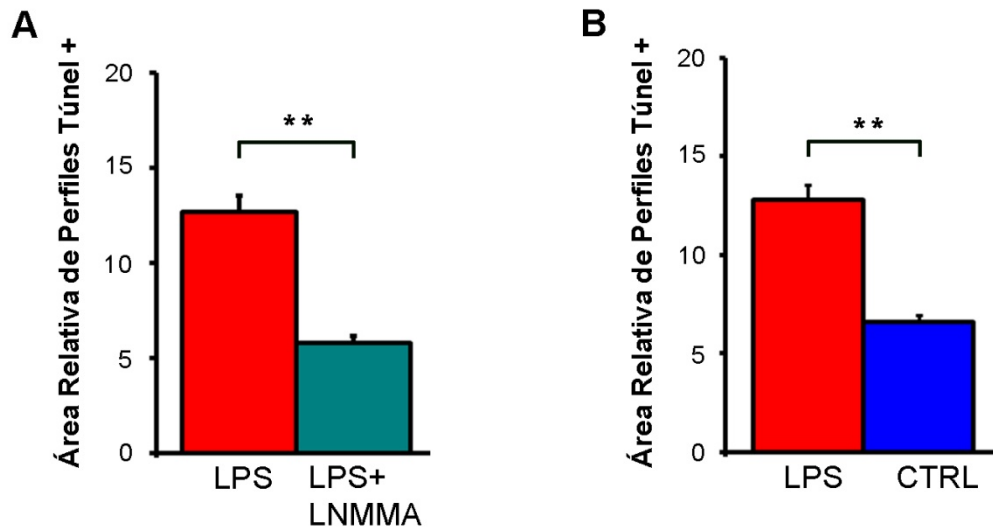 A
Área Relativa de Perfiles Túnel +
20
15
10
5
0
**
LPS
LPS+
LNMMA
B
Área Relativa de Perfiles Túnel +
20
15
10
5
0
**
LPS
CTRL